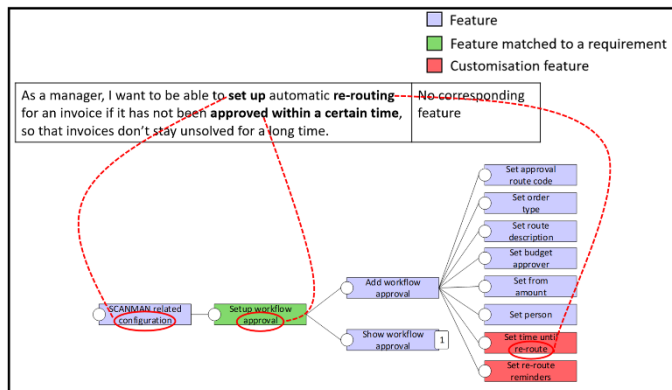 Feature
Feature matched to a requirement
Customisation feature
As a manager, I want to be able to set up automatic re-routing
for an invoice if it has not been approved within a certain time,
so that invoices don't stay unsolved for a long time.
No corresponding
feature
Set approval
route code
Set order
type
Set route
description
Set budget
approver
Add workflow
approval
Set from
amount
SCANMAN related
configuration
Setup workflow
approval
Set person
Show workflow
approval
1
Set time until
re-route
Set re-route
reminders